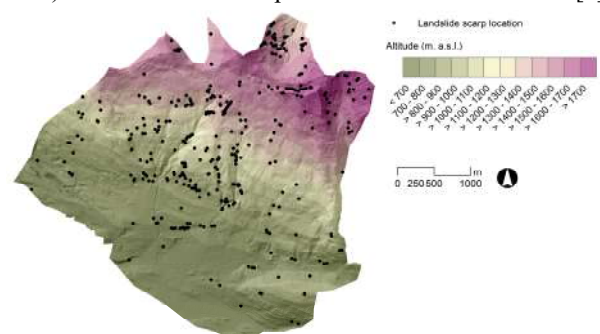 Landslide scarp location
Altitude (m. a.s.l.)
< 700
700 - 800
> 800 - 900
> 900 - 1000
> 1000 - 1100
> 1100 - 1200
> 1200 - 1300
> 1300 - 1400
> 1400 - 1500
> 1500 - 1600
> 1600 - 1700
> 1700
m
0 250 500 1000